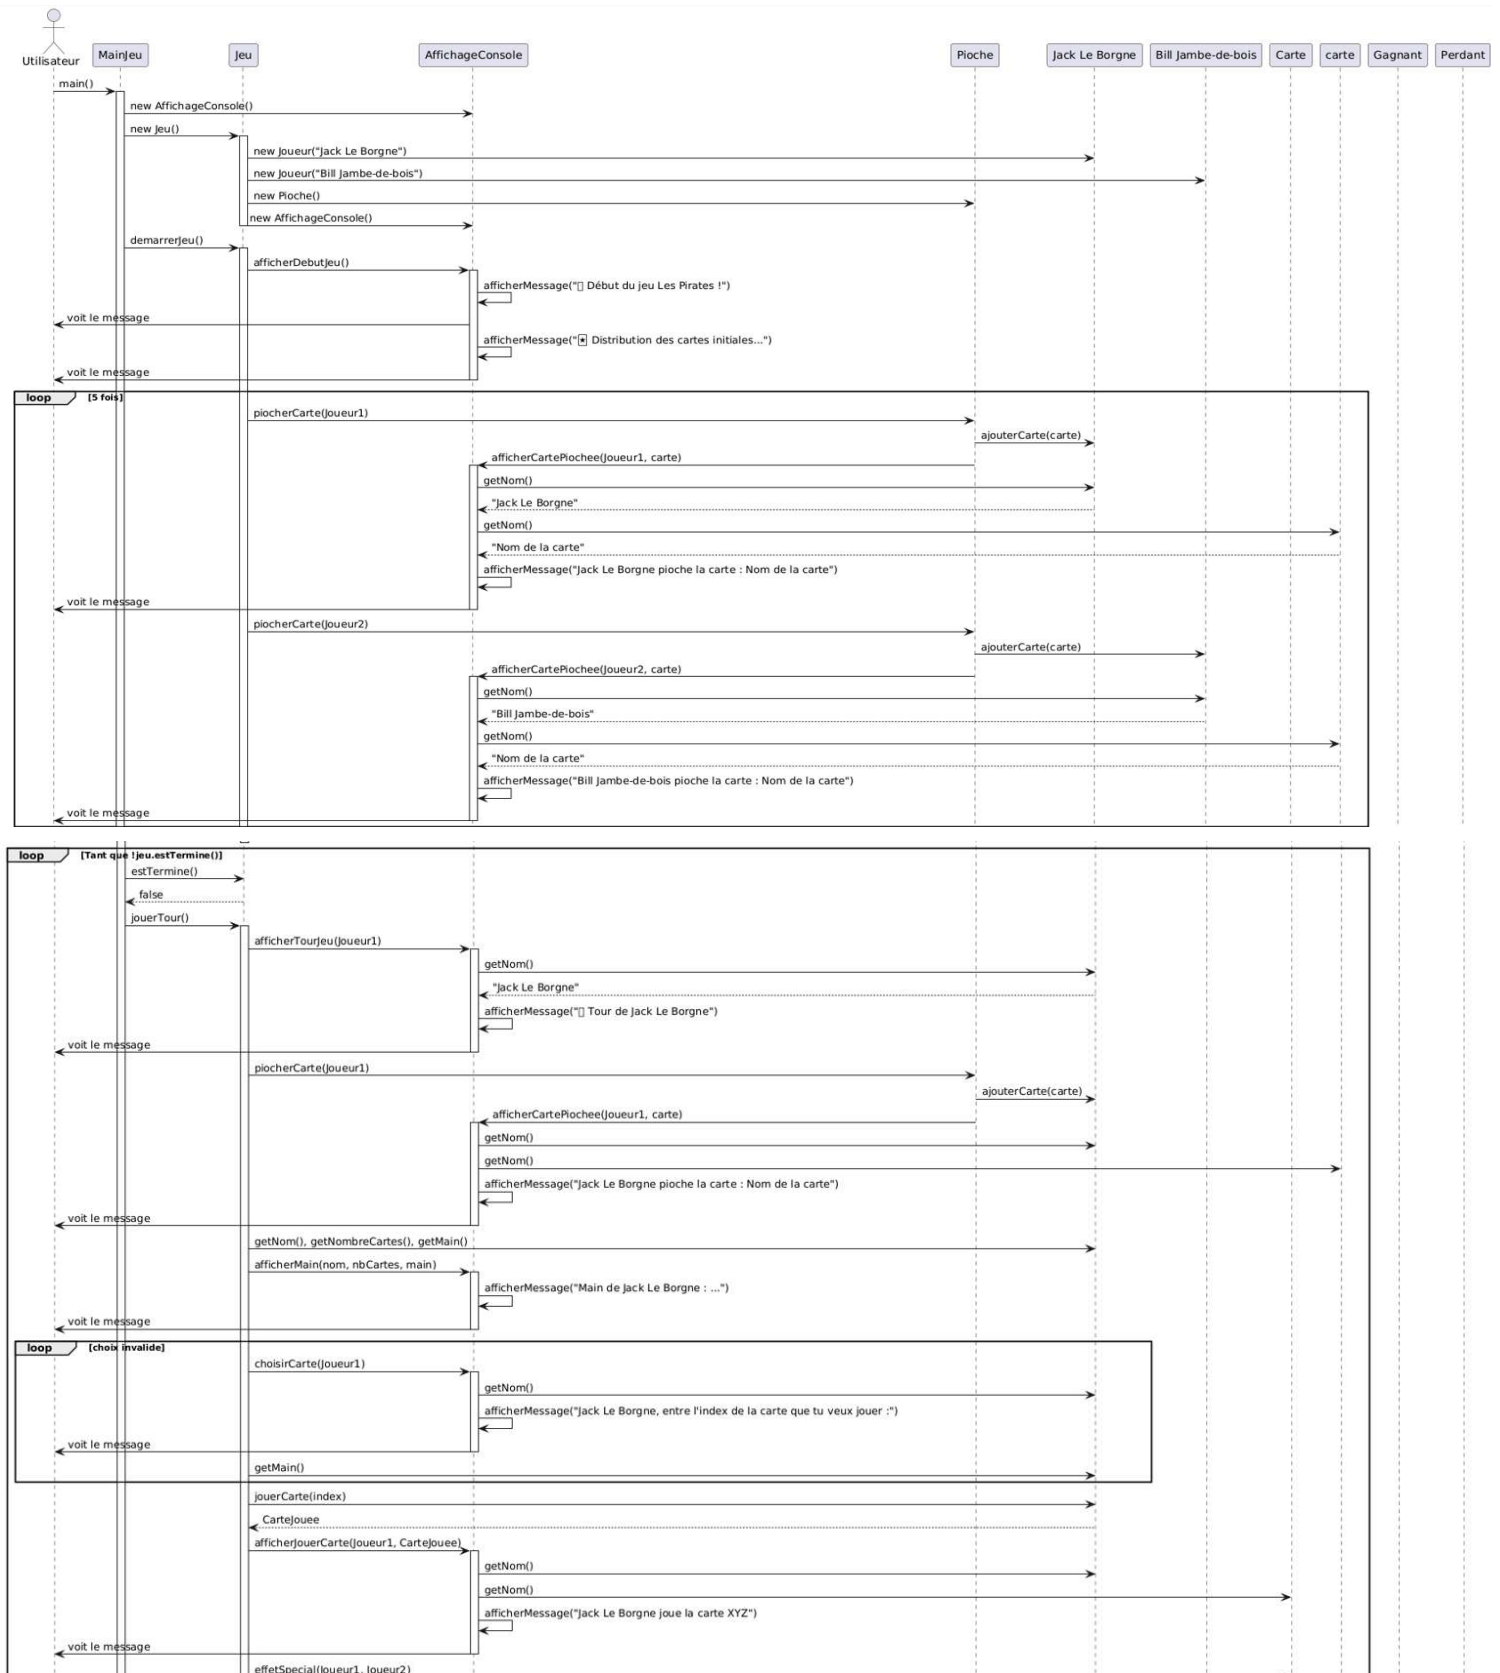 Utilisateur
MainJeu
Jeu
AffichageConsole
Pioche
Jack Le Borgne
Bill Jambe-de-bois
Carte
carte
Gagnant
Perdant
main()
new AffichageConsole()
new Jeu()
new Joueur("Jack Le Borgne")
new Joueur("Bill Jambe-de-bois")
new Pioche()
new AffichageConsole()
demarrerJeu()
afficherDebutJeu()
afficherMessage("▯ Début du jeu Les Pirates !")
voit le message
afficherMessage("🃏 Distribution des cartes initiales...")
voit le message
loop [5 fois]
piocherCarte(Joueur1)
ajouterCarte(carte)
afficherCartePiochee(Joueur1, carte)
getNom()
"Jack Le Borgne"
getNom()
"Nom de la carte"
afficherMessage("Jack Le Borgne pioche la carte : Nom de la carte")
voit le message
piocherCarte(Joueur2)
ajouterCarte(carte)
afficherCartePiochee(Joueur2, carte)
getNom()
"Bill Jambe-de-bois"
getNom()
"Nom de la carte"
afficherMessage("Bill Jambe-de-bois pioche la carte : Nom de la carte")
voit le message
loop [Tant que !jeu.estTermine()]
estTermine()
false
jouerTour()
afficherTourJeu(Joueur1)
getNom()
"Jack Le Borgne"
afficherMessage("▯ Tour de Jack Le Borgne")
voit le message
piocherCarte(Joueur1)
ajouterCarte(carte)
afficherCartePiochee(Joueur1, carte)
getNom()
getNom()
afficherMessage("Jack Le Borgne pioche la carte : Nom de la carte")
voit le message
getNom(), getNombreCartes(), getMain()
afficherMain(nom, nbCartes, main)
afficherMessage("Main de Jack Le Borgne : ...")
voit le message
loop [choix invalide]
choisirCarte(Joueur1)
getNom()
afficherMessage("Jack Le Borgne, entre l'index de la carte que tu veux jouer :")
voit le message
getMain()
jouerCarte(index)
CarteJouee
afficherJouerCarte(Joueur1, CarteJouee)
getNom()
getNom()
afficherMessage("Jack Le Borgne joue la carte XYZ")
voit le message
effetSpecial(Joueur1, Joueur2)